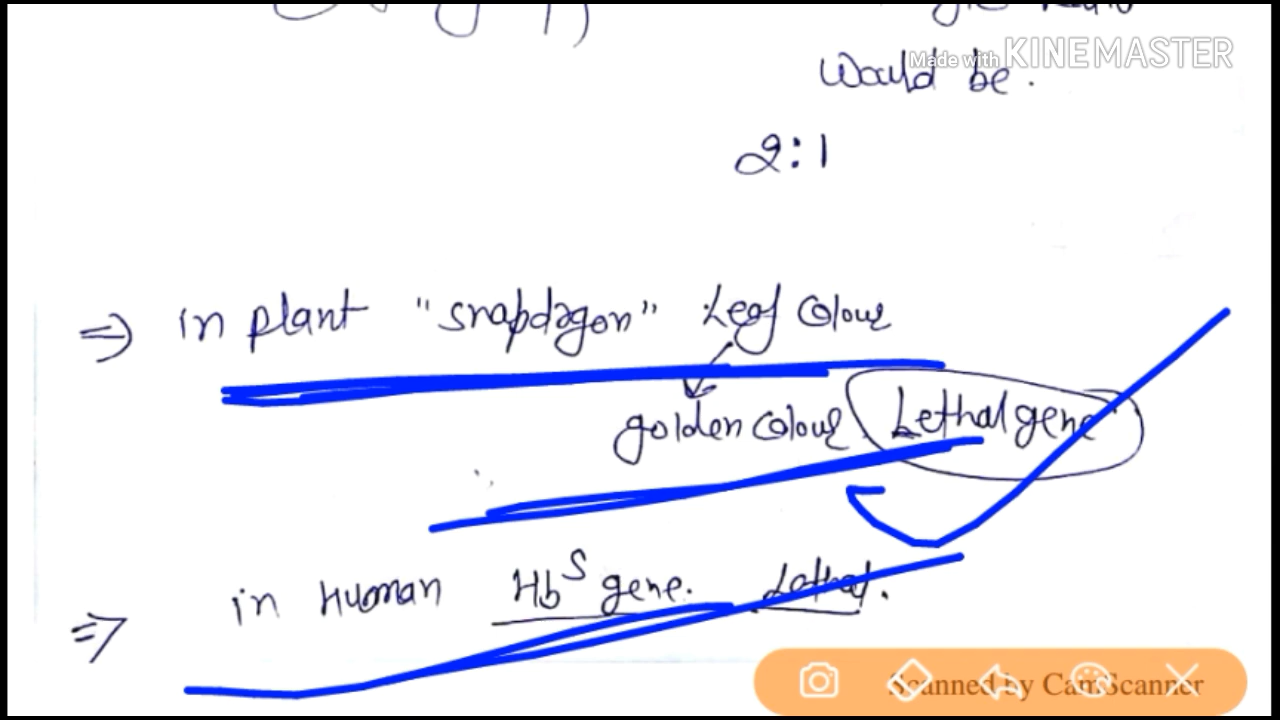 Made with KINEMASTER
would be.
2:1
⇒ in plant "snapdragon" Leaf Colour
golden colour Lethal gene
⇒ in Human Hb^S gene. Lethal.
Scanned by CamScanner